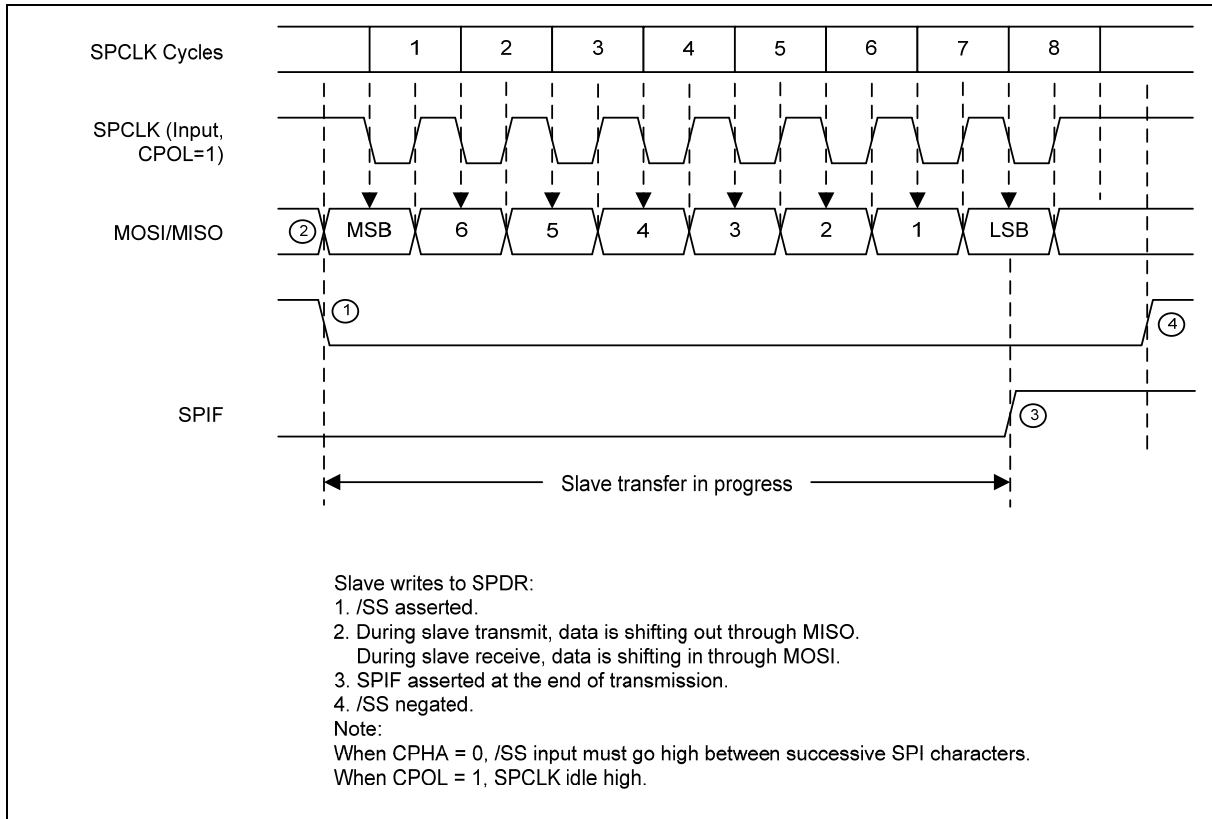 SPCLK Cycles
1 2 3 4 5 6 7 8
SPCLK (Input,
CPOL=1)
MOSI/MISO
2 MSB 6 5 4 3 2 1 LSB
1
4
SPIF
3
Slave transfer in progress
Slave writes to SPDR:
1. /SS asserted.
2. During slave transmit, data is shifting out through MISO.
During slave receive, data is shifting in through MOSI.
3. SPIF asserted at the end of transmission.
4. /SS negated.
Note:
When CPHA = 0, /SS input must go high between successive SPI characters.
When CPOL = 1, SPCLK idle high.